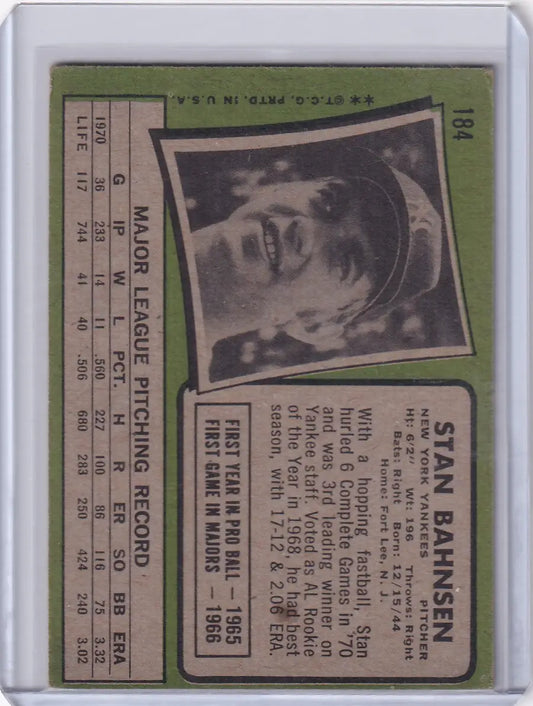 184
** ©T.C.G. PRTD. IN U.S.A.
STAN BAHNSEN
NEW YORK YANKEES PITCHER
Ht: 6'2" Wt: 196 Throws: Right
Bats: Right Born: 12/15/44
Home: Fort Lee, N. J.
With a hopping fastball, Stan
hurled 6 Complete Games in '70
and was 3rd leading winner on
Yankee staff. Voted as AL Rookie
of the Year in 1968, he had best
season, with 17-12 & 2.06 ERA.
FIRST YEAR IN PRO BALL — 1965
FIRST GAME IN MAJORS — 1966
MAJOR LEAGUE PITCHING RECORD
G IP W L PCT. H R ER SO BB ERA
1970 36 233 14 11 .560 227 100 86 116 75 3.32
LIFE 117 744 41 40 .506 680 283 250 424 240 3.02